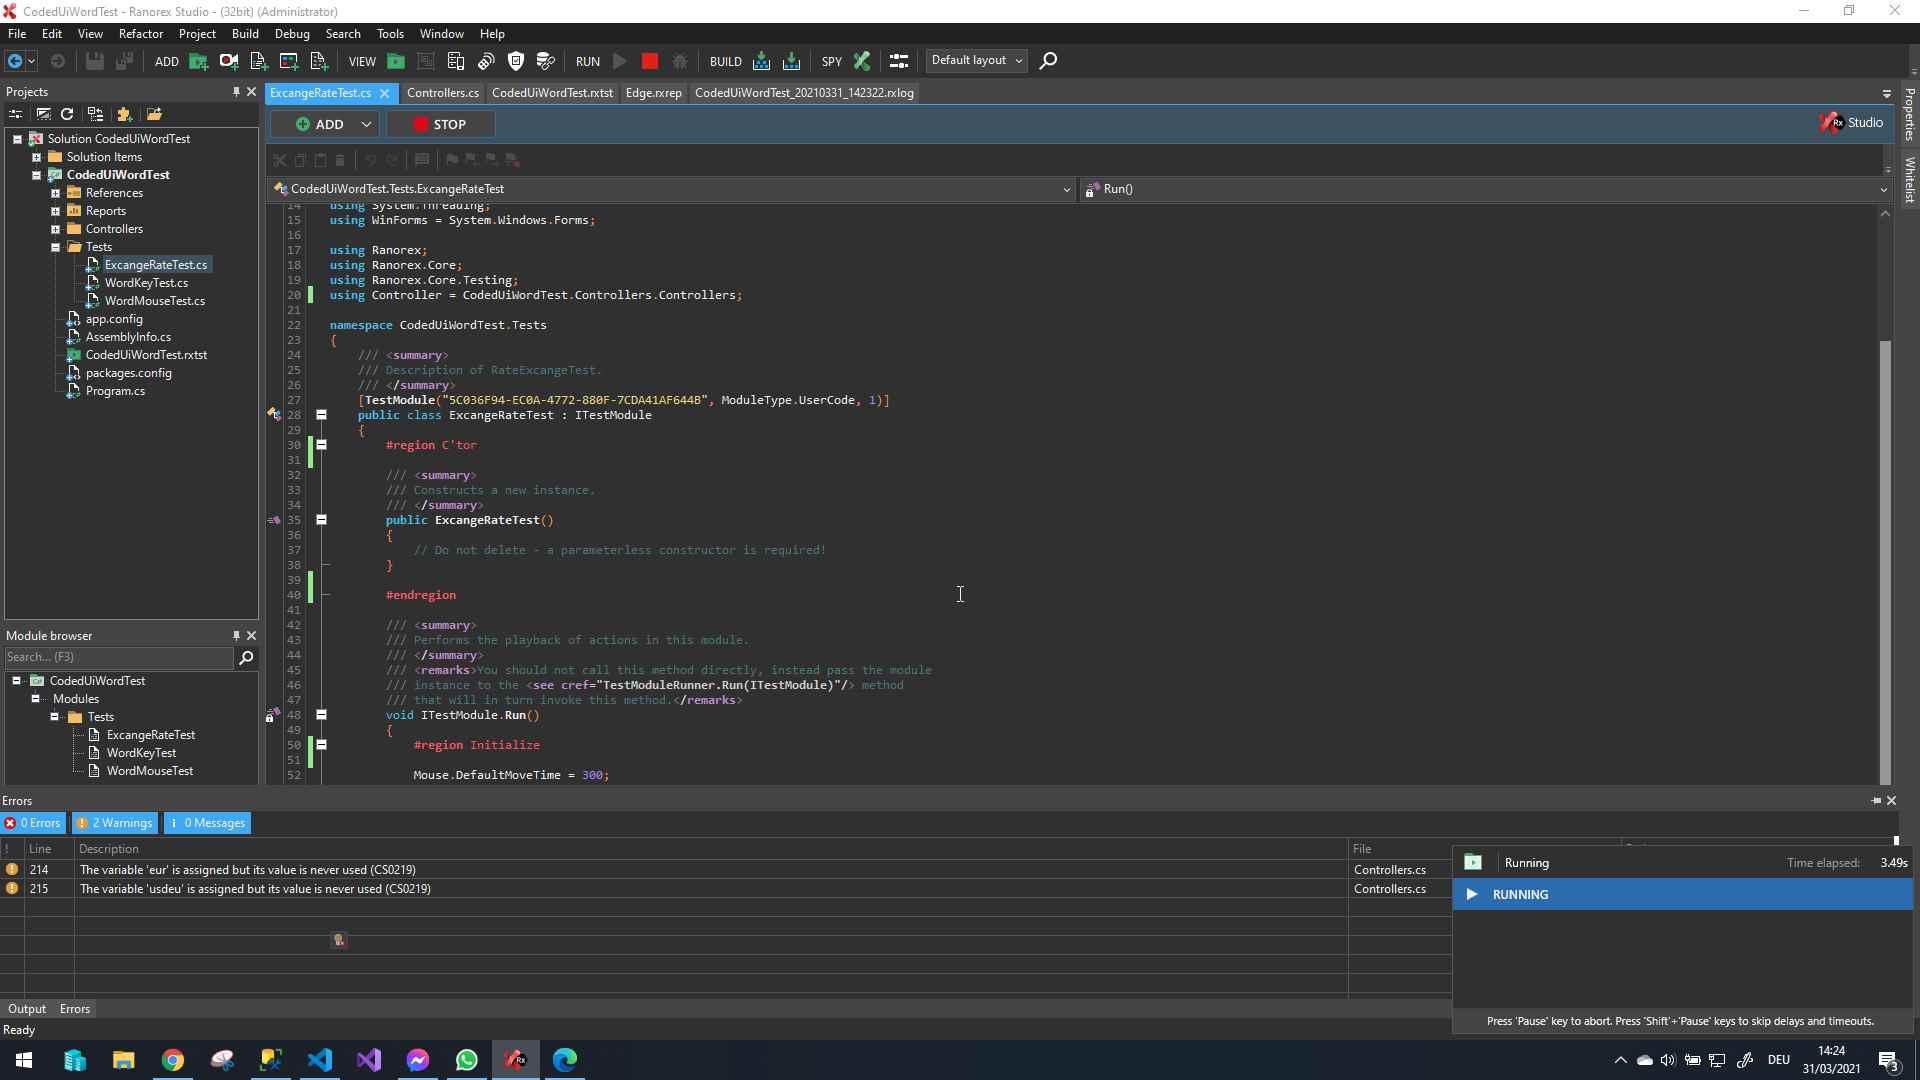 CodedUiWordTest - Ranorex Studio - (32bit) (Administrator)
File Edit View Refactor Project Build Debug Search Tools Window Help
ADD VIEW RUN BUILD SPY Default layout
Projects
ExcangeRateTest.cs Controllers.cs CodedUiWordTest.rxtst Edge.rxrep CodedUiWordTest_20210331_142322.rxlog
ADD STOP
Rx Studio
Properties
Whitelist
Solution CodedUiWordTest
Solution Items
CodedUiWordTest
References
Reports
Controllers
Tests
ExcangeRateTest.cs
WordKeyTest.cs
WordMouseTest.cs
app.config
AssemblyInfo.cs
CodedUiWordTest.rxtst
packages.config
Program.cs
CodedUiWordTest.Tests.ExcangeRateTest Run()
14 using System.Threading;
15 using WinForms = System.Windows.Forms;
16
17 using Ranorex;
18 using Ranorex.Core;
19 using Ranorex.Core.Testing;
20 using Controller = CodedUiWordTest.Controllers.Controllers;
21
22 namespace CodedUiWordTest.Tests
23 {
24 /// <summary>
25 /// Description of RateExcangeTest.
26 /// </summary>
27 [TestModule("5C036F94-EC0A-4772-880F-7CDA41AF644B", ModuleType.UserCode, 1)]
28 public class ExcangeRateTest : ITestModule
29 {
30 #region C'tor
31
32 /// <summary>
33 /// Constructs a new instance.
34 /// </summary>
35 public ExcangeRateTest()
36 {
37 // Do not delete - a parameterless constructor is required!
38 }
39
40 #endregion
41
42 /// <summary>
43 /// Performs the playback of actions in this module.
44 /// </summary>
45 /// <remarks>You should not call this method directly, instead pass the module
46 /// instance to the <see cref="TestModuleRunner.Run(ITestModule)"/> method
47 /// that will in turn invoke this method.</remarks>
48 void ITestModule.Run()
49 {
50 #region Initialize
51
52 Mouse.DefaultMoveTime = 300;
Module browser
Search... (F3)
CodedUiWordTest
Modules
Tests
ExcangeRateTest
WordKeyTest
WordMouseTest
Errors
0 Errors 2 Warnings i 0 Messages
! Line Description File
214 The variable 'eur' is assigned but its value is never used (CS0219) Controllers.cs
215 The variable 'usdeu' is assigned but its value is never used (CS0219) Controllers.cs
Running Time elapsed: 3.49s
RUNNING
Press 'Pause' key to abort. Press 'Shift'+'Pause' keys to skip delays and timeouts.
Output Errors
Ready
DEU
14:24
31/03/2021
3